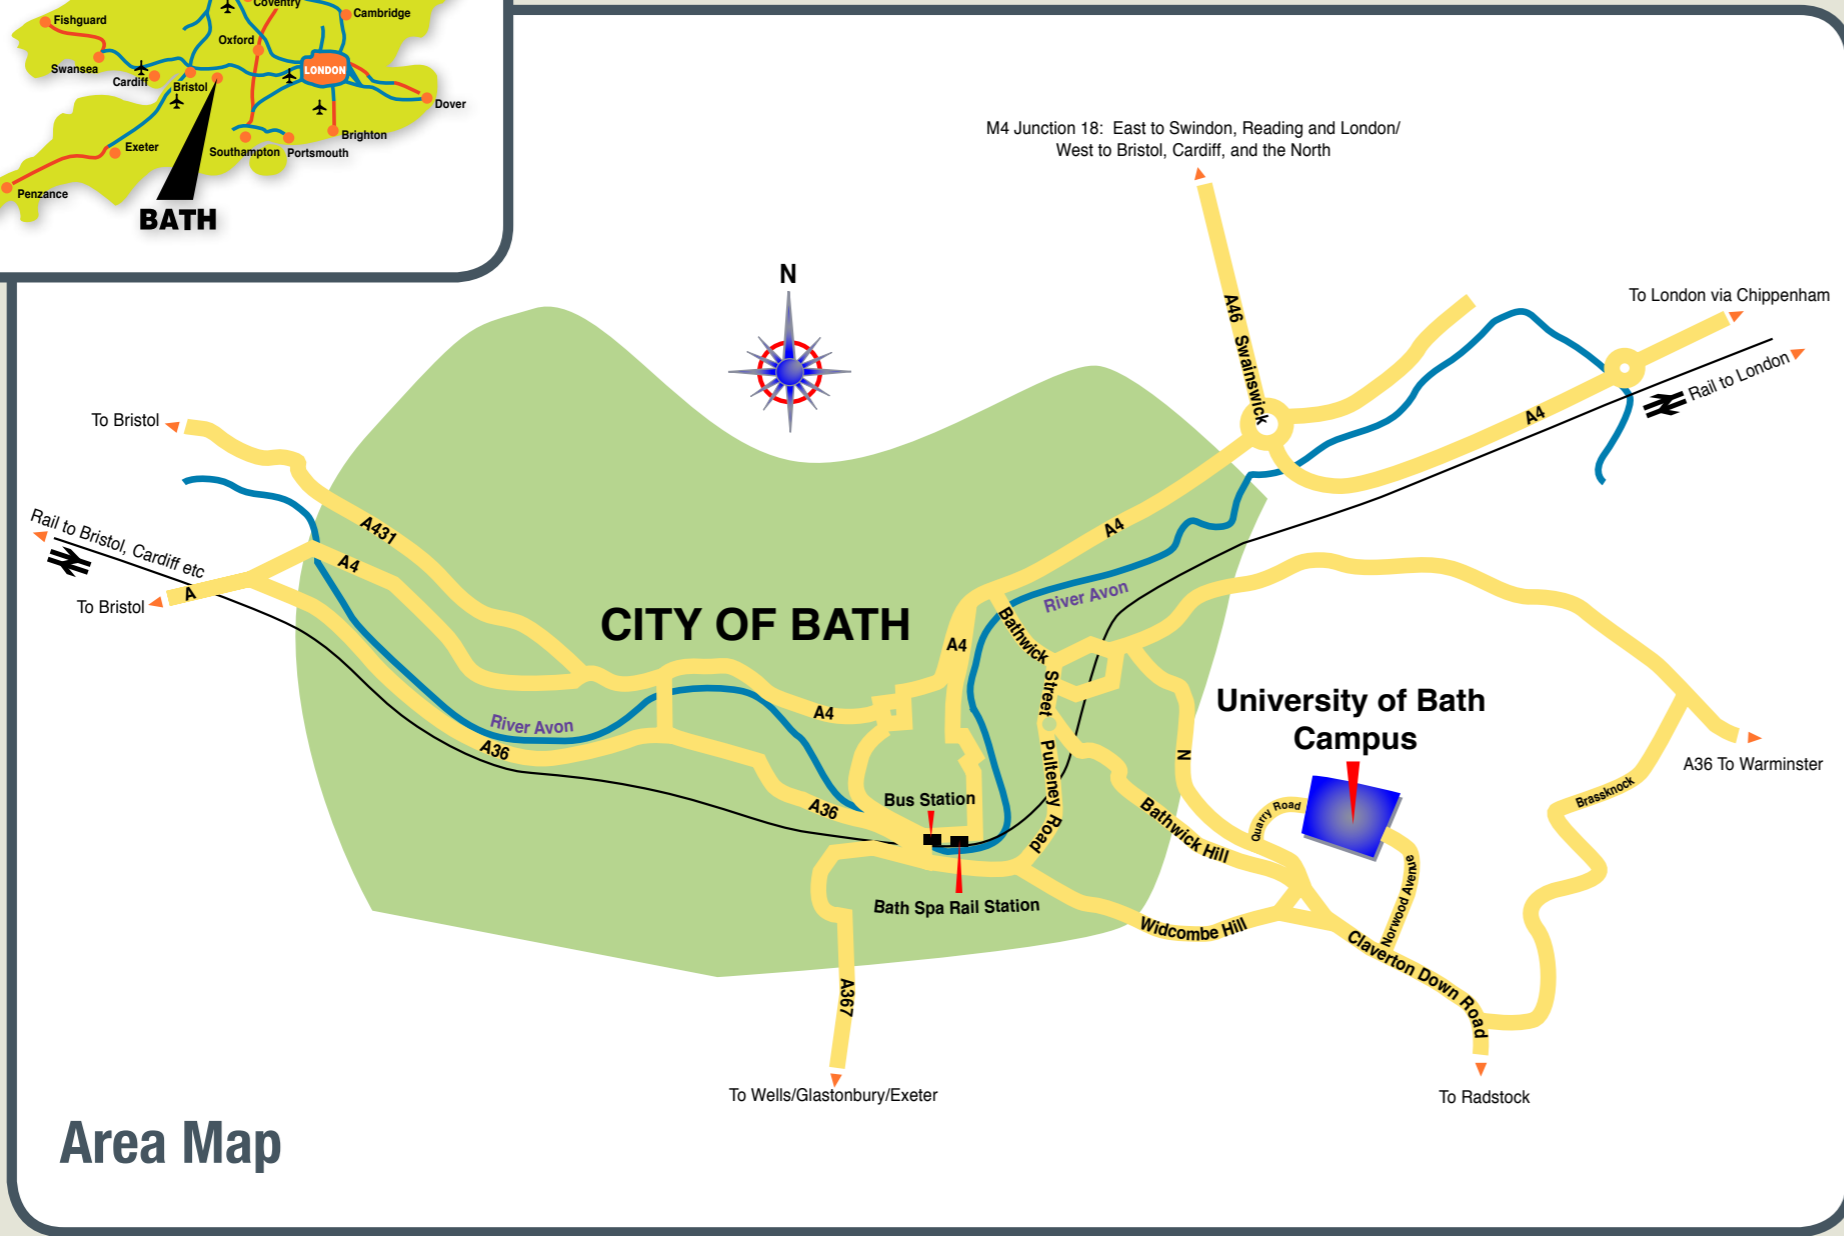 Coventry
Fishguard
Cambridge
Oxford
Swansea
Cardiff
Bristol
LONDON
Dover
Brighton
Southampton
Portsmouth
Exeter
Penzance
BATH
M4 Junction 18: East to Swindon, Reading and London/
West to Bristol, Cardiff, and the North
N
To London via Chippenham
Rail to London
A46 Swainswick
A4
To Bristol
A431
Rail to Bristol, Cardiff etc
A4
A
To Bristol
A4
River Avon
CITY OF BATH
A4
Bathwick Street
University of Bath
Campus
River Avon
A36
A4
N
A36 To Warminster
Pulteney Road
Bus Station
A36
Brassknock
Quarry Road
Bathwick Hill
Norwood Avenue
Bath Spa Rail Station
Widcombe Hill
Claverton Down Road
A367
To Wells/Glastonbury/Exeter
To Radstock
Area Map